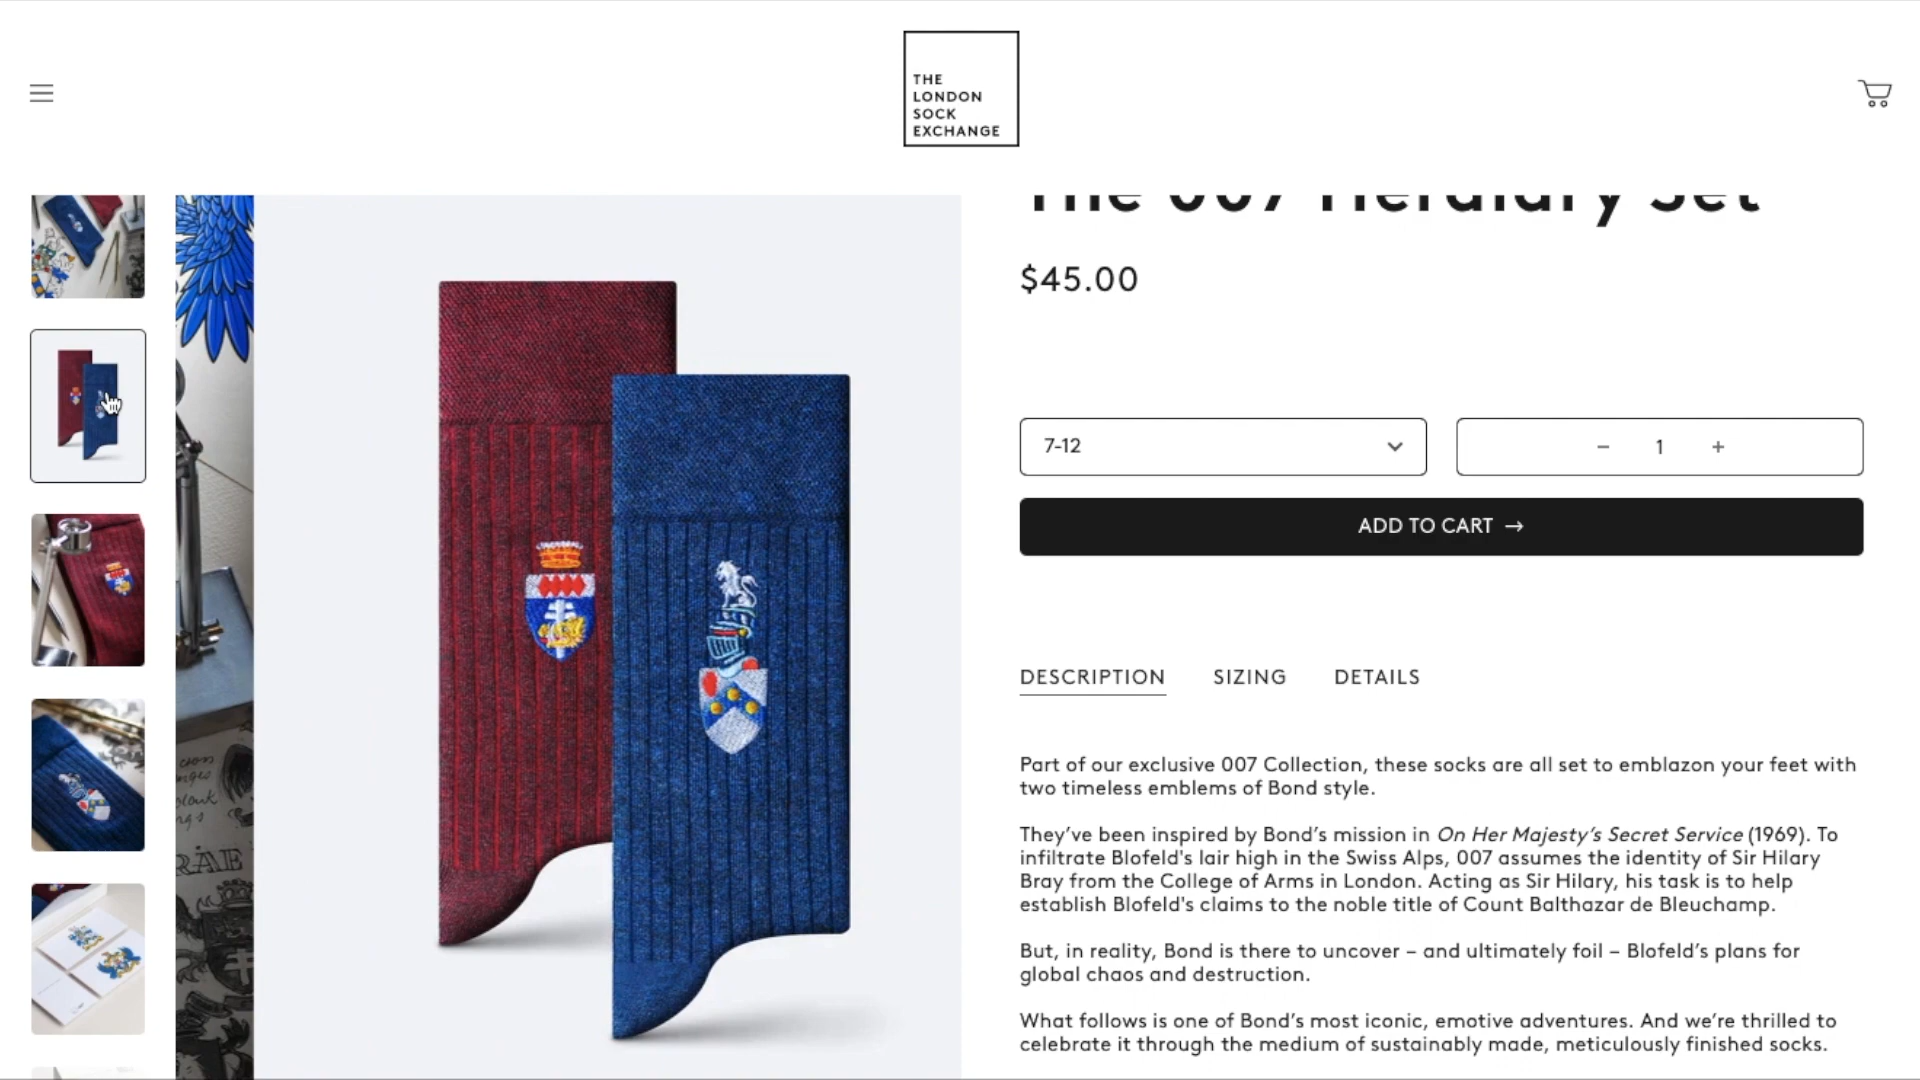 THE
LONDON
SOCK
EXCHANGE
The 007 Heraldry Set
$45.00
7-12
− 1 +
ADD TO CART →
DESCRIPTION SIZING DETAILS
Part of our exclusive 007 Collection, these socks are all set to emblazon your feet with
two timeless emblems of Bond style.
They’ve been inspired by Bond’s mission in On Her Majesty’s Secret Service (1969). To
infiltrate Blofeld's lair high in the Swiss Alps, 007 assumes the identity of Sir Hilary
Bray from the College of Arms in London. Acting as Sir Hilary, his task is to help
establish Blofeld's claims to the noble title of Count Balthazar de Bleuchamp.
But, in reality, Bond is there to uncover – and ultimately foil – Blofeld’s plans for
global chaos and destruction.
What follows is one of Bond’s most iconic, emotive adventures. And we’re thrilled to
celebrate it through the medium of sustainably made, meticulously finished socks.